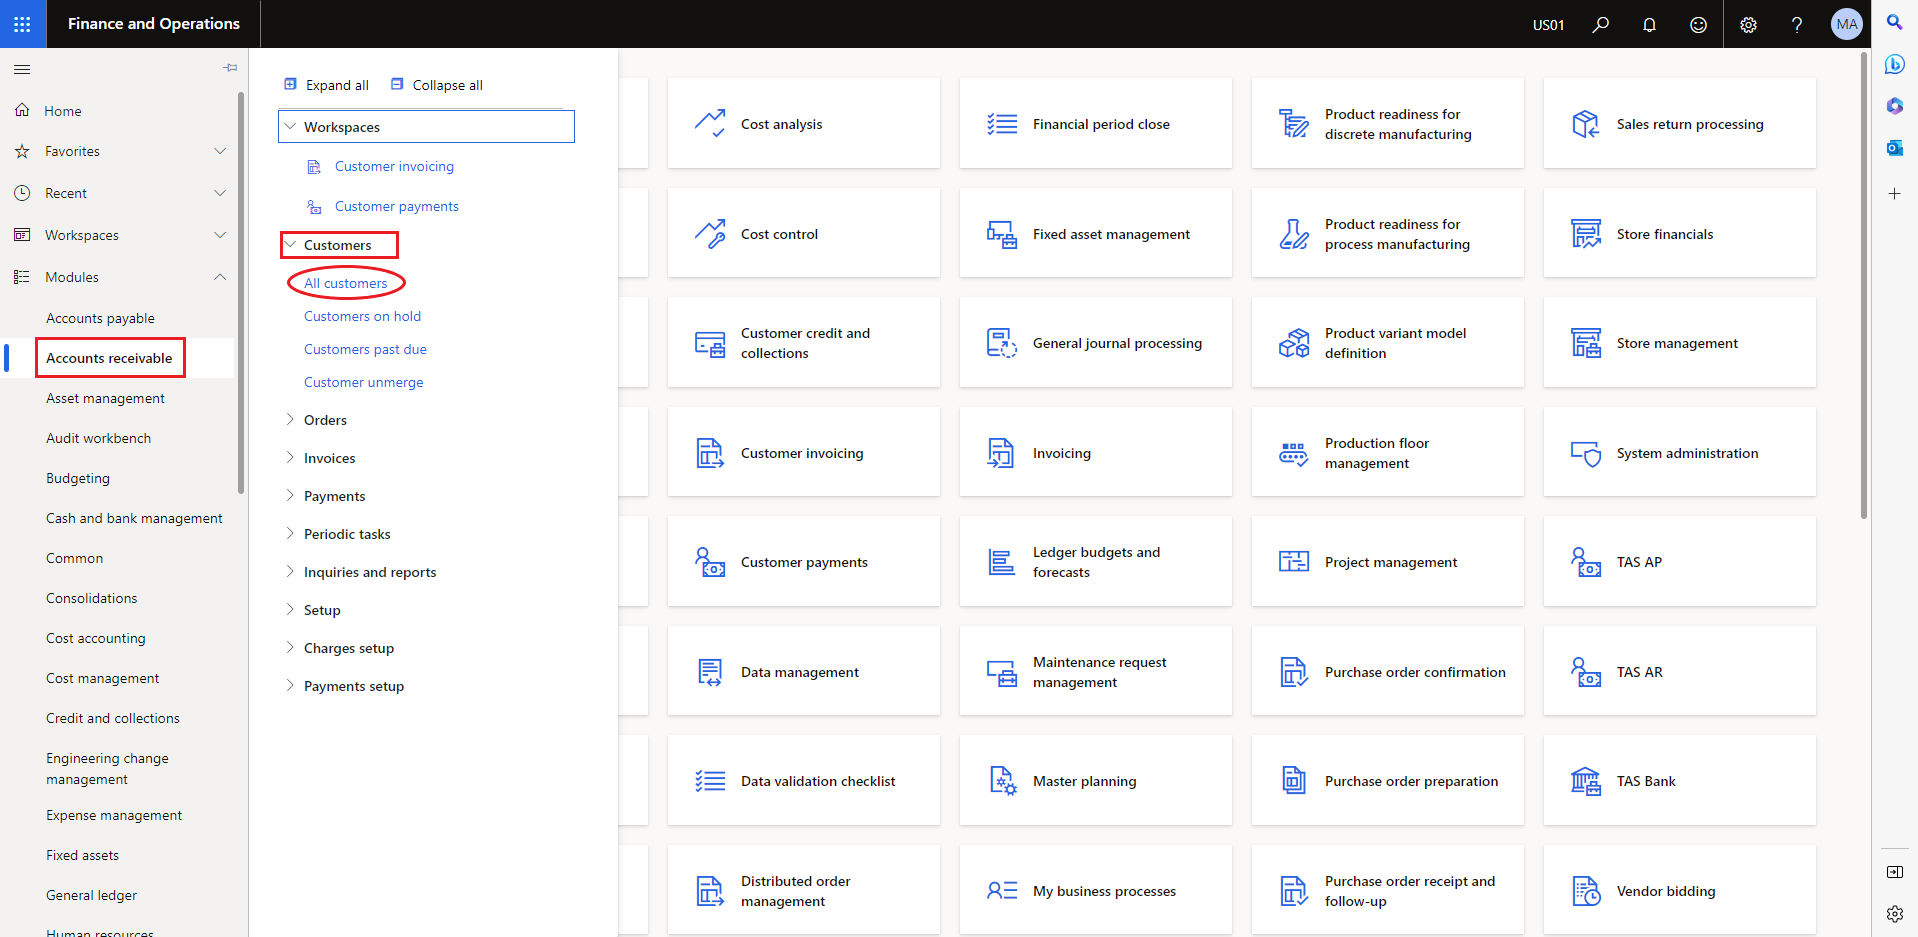 Finance and Operations
US01
MA
Home
Favorites
Recent
Workspaces
Modules
Accounts payable
Accounts receivable
Asset management
Audit workbench
Budgeting
Cash and bank management
Common
Consolidations
Cost accounting
Cost management
Credit and collections
Engineering change
management
Expense management
Fixed assets
General ledger
Human resources
Expand all
Collapse all
Workspaces
Customer invoicing
Customer payments
Customers
All customers
Customers on hold
Customers past due
Customer unmerge
Orders
Invoices
Payments
Periodic tasks
Inquiries and reports
Setup
Charges setup
Payments setup
Cost analysis
Financial period close
Product readiness for
discrete manufacturing
Sales return processing
Cost control
Fixed asset management
Product readiness for
process manufacturing
Store financials
Customer credit and
collections
General journal processing
Product variant model
definition
Store management
Customer invoicing
Invoicing
Production floor
management
System administration
Customer payments
Ledger budgets and
forecasts
Project management
TAS AP
Data management
Maintenance request
management
Purchase order confirmation
TAS AR
Data validation checklist
Master planning
Purchase order preparation
TAS Bank
Distributed order
management
My business processes
Purchase order receipt and
follow-up
Vendor bidding